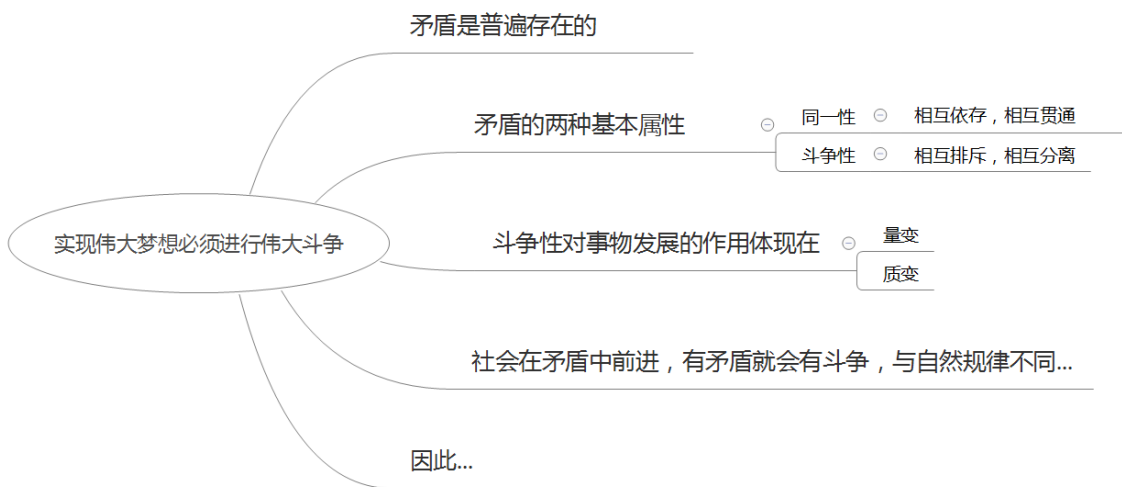 矛盾是普遍存在的
矛盾的两种基本属性
同一性
相互依存，相互贯通
斗争性
相互排斥，相互分离
实现伟大梦想必须进行伟大斗争
斗争性对事物发展的作用体现在
量变
质变
社会在矛盾中前进，有矛盾就会有斗争，与自然规律不同...
因此...